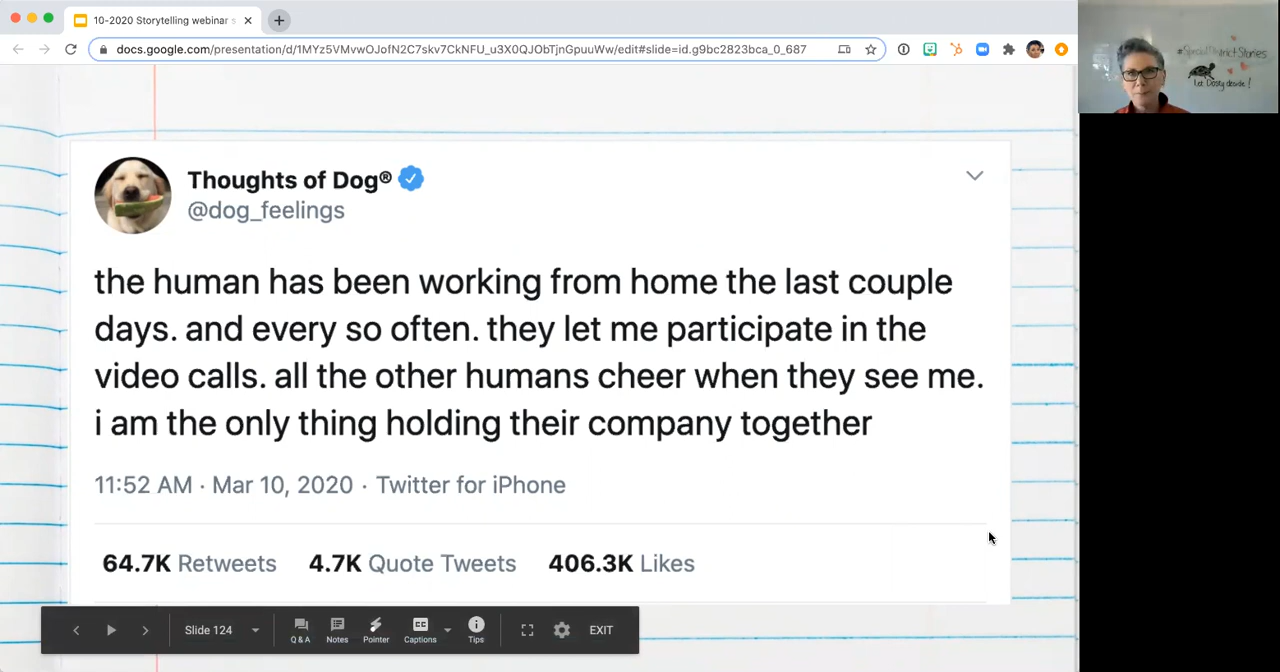 10-2020 Storytelling webinar s
docs.google.com/presentation/d/1MYz5VMvwOJofN2C7skv7CkNFU_u3X0QJObTjnGpuuWw/edit#slide=id.g9bc2823bca_0_687
Let Dusty decide!
Thoughts of Dog®
@dog_feelings
the human has been working from home the last couple
days. and every so often. they let me participate in the
video calls. all the other humans cheer when they see me.
i am the only thing holding their company together
11:52 AM · Mar 10, 2020 · Twitter for iPhone
64.7K Retweets 4.7K Quote Tweets 406.3K Likes
Slide 124 Q & A Notes Pointer CC Captions Tips EXIT